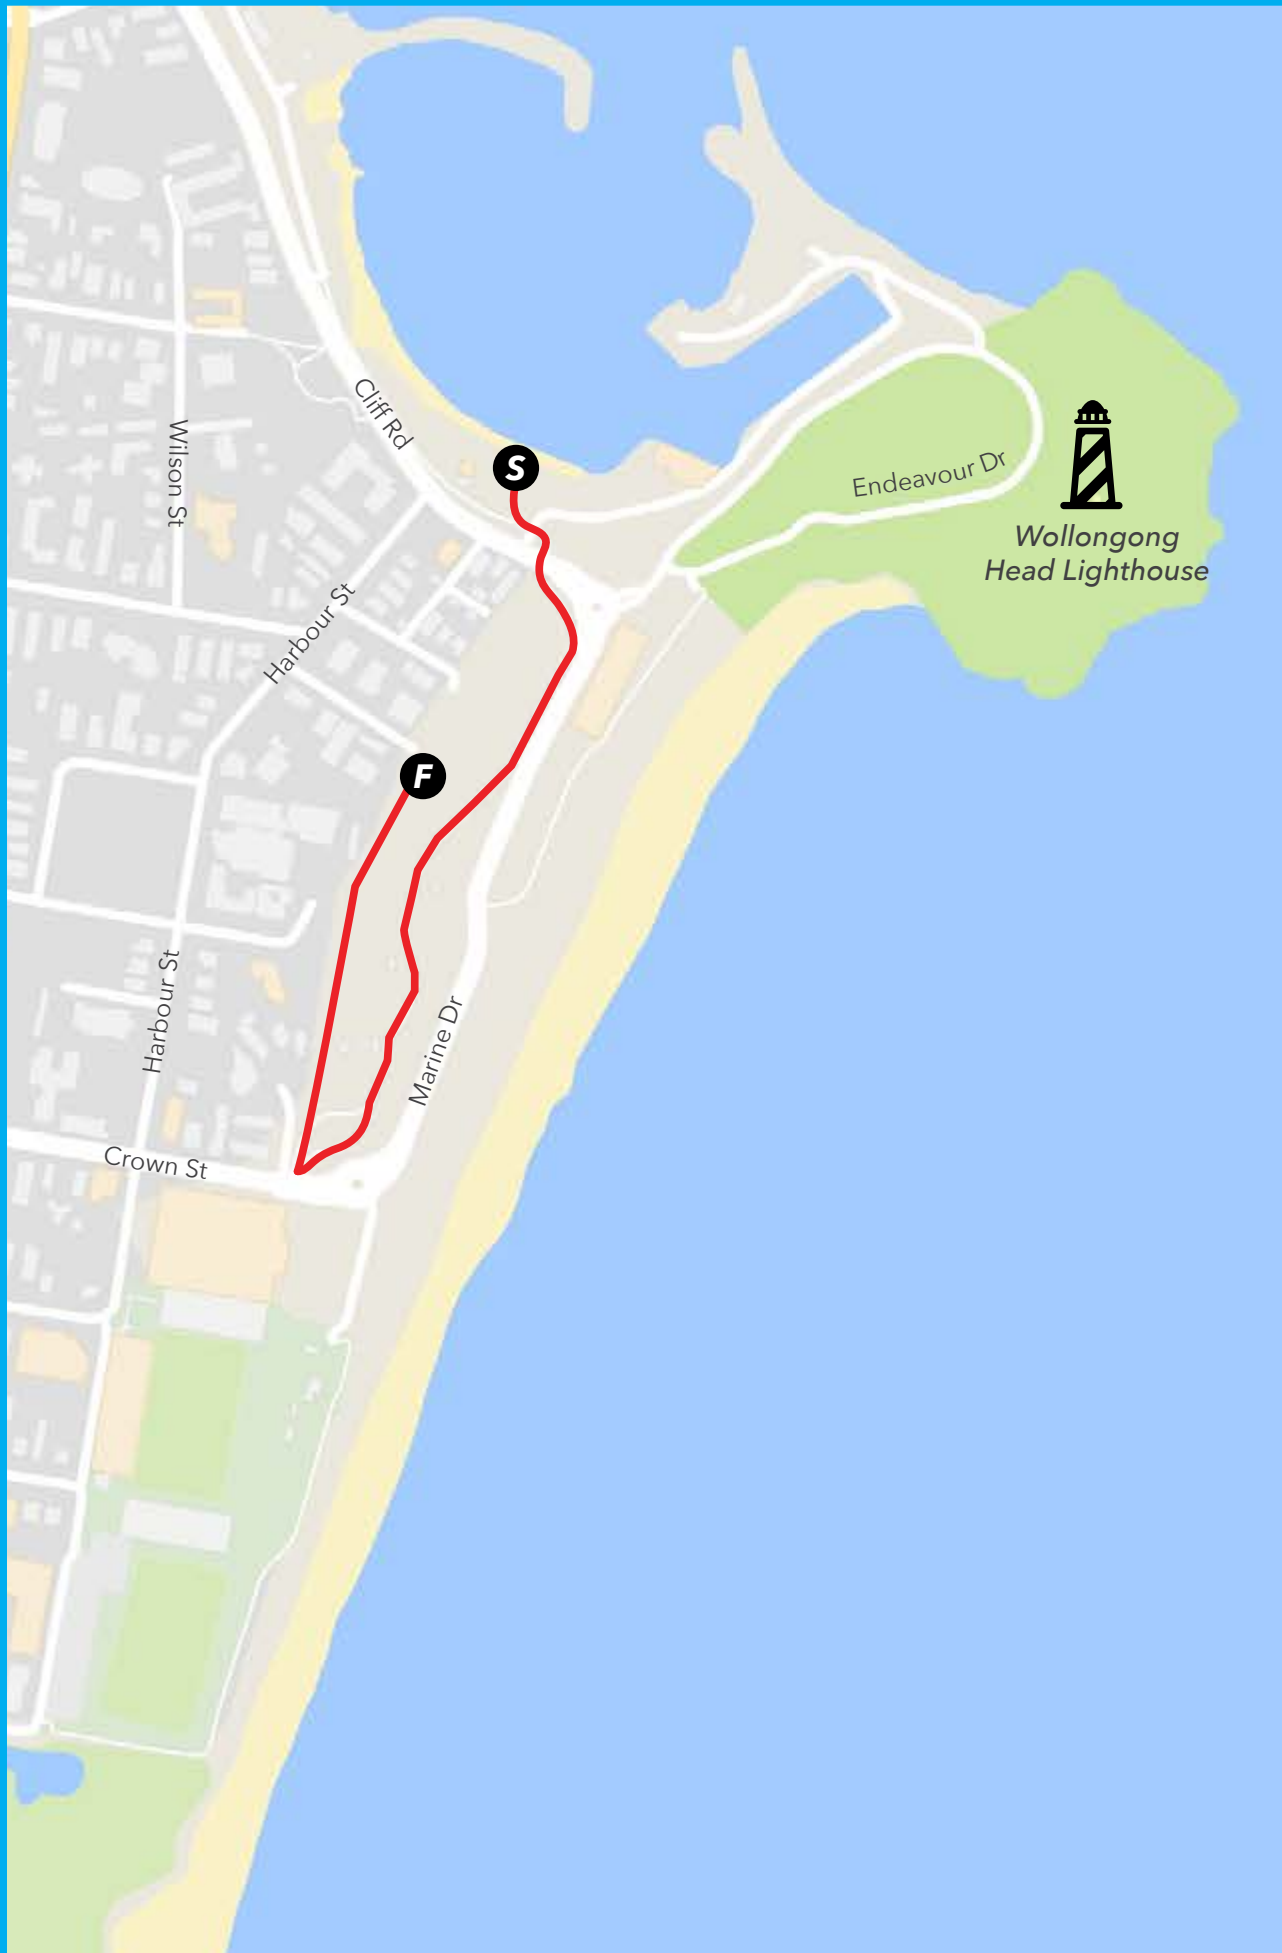 Cliff Rd
S
Wilson St
Endeavour Dr
Wollongong
Head Lighthouse
Harbour St
F
Harbour St
Marine Dr
Crown St